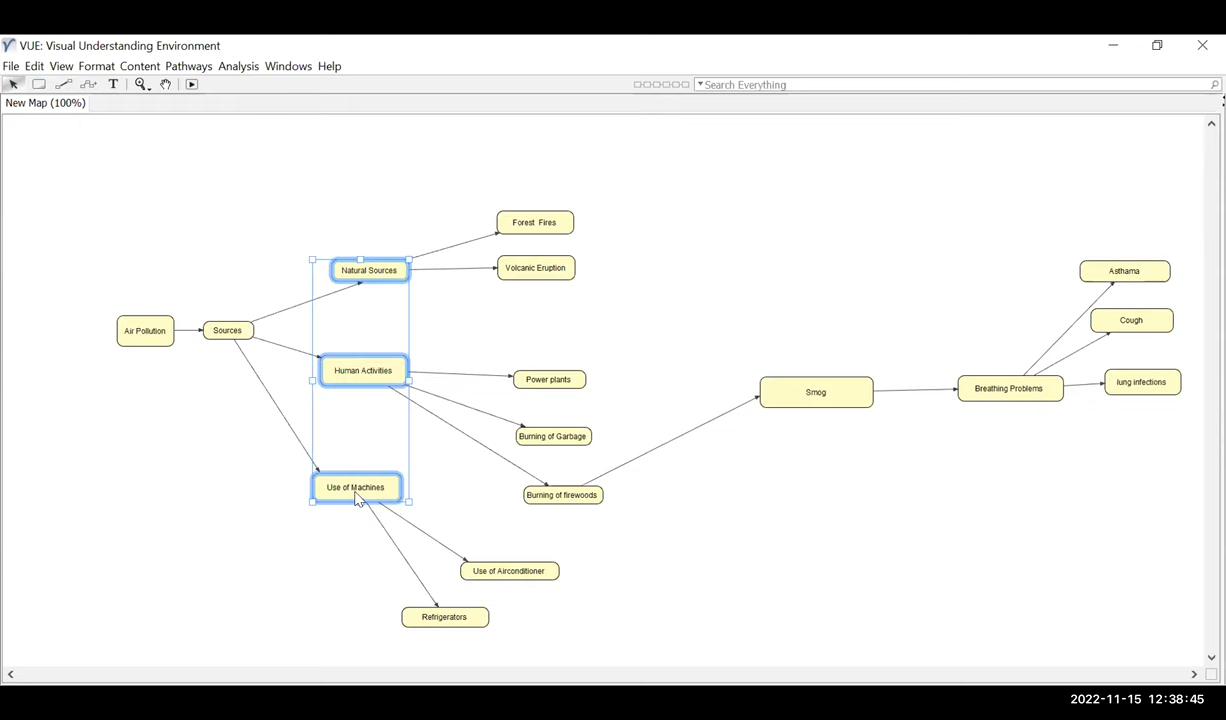 VUE: Visual Understanding Environment
File Edit View Format Content Pathways Analysis Windows Help
T
Search Everything
New Map (100%)
Forest Fires
Natural Sources
Volcanic Eruption
Asthama
Cough
Air Pollution
Sources
Human Activities
Power plants
Smog
Breathing Problems
lung infections
Burning of Garbage
Use of Machines
Burning of firewoods
Use of Airconditioner
Refrigerators
2022-11-15 12:38:45